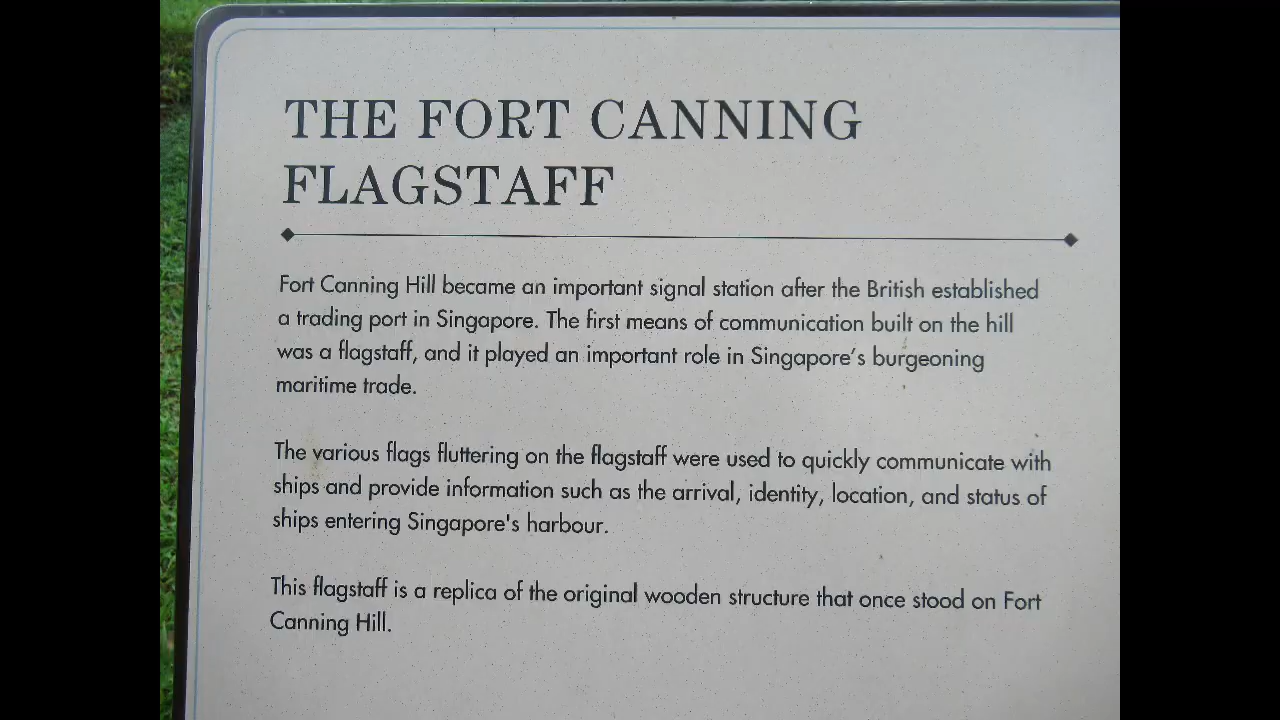 THE FORT CANNING
FLAGSTAFF
Fort Canning Hill became an important signal station after the British established
a trading port in Singapore. The first means of communication built on the hill
was a flagstaff, and it played an important role in Singapore’s burgeoning
maritime trade.
The various flags fluttering on the flagstaff were used to quickly communicate with
ships and provide information such as the arrival, identity, location, and status of
ships entering Singapore's harbour.
This flagstaff is a replica of the original wooden structure that once stood on Fort
Canning Hill.